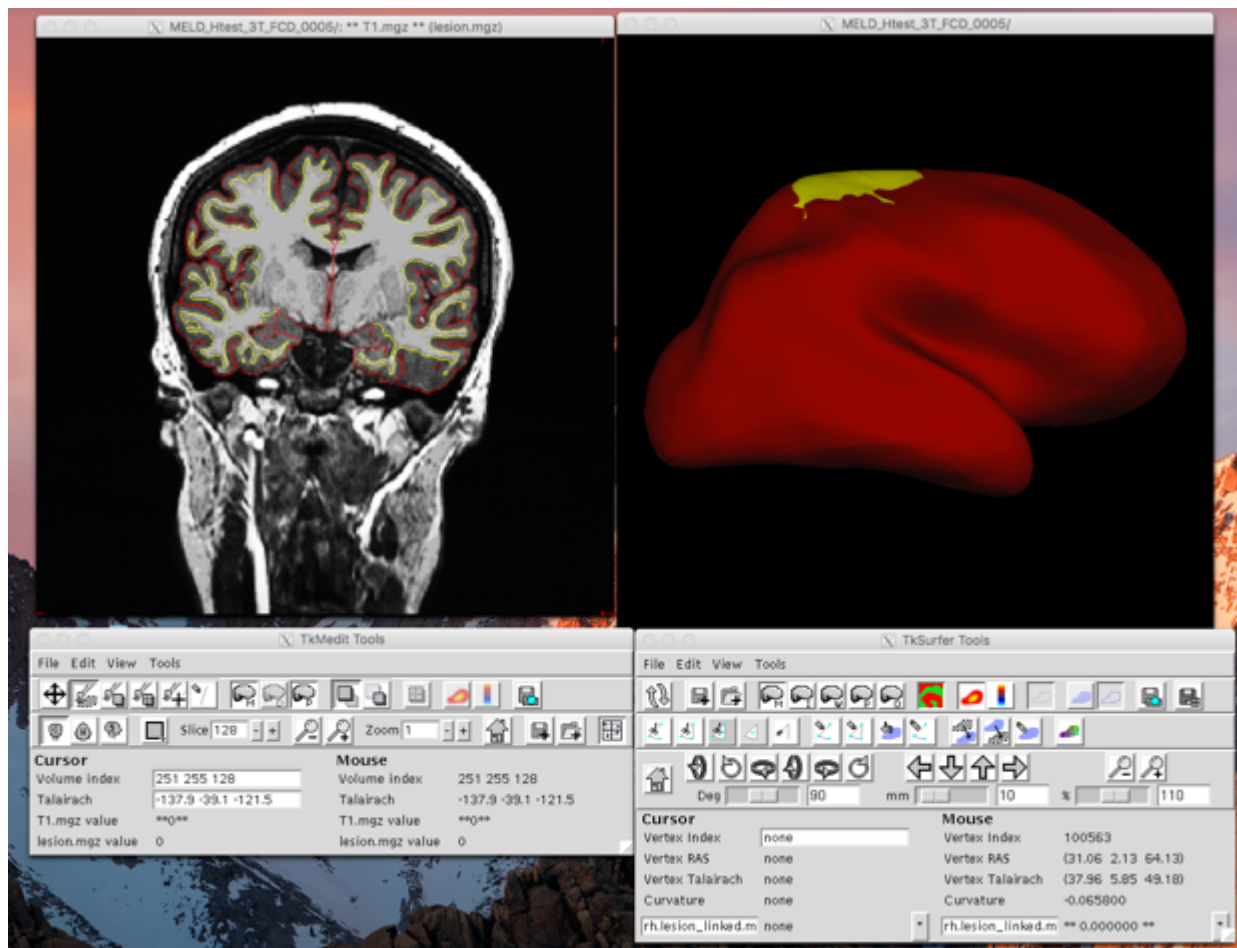 MELD_Htest_3T_FCD_0005/: ** T1.mgz ** (lesion.mgz)
MELD_Htest_3T_FCD_0005/
TkMedit Tools
File Edit View Tools
Slice 128 - + Zoom 1 - +
Cursor Mouse
Volume index 251 255 128 Volume index 251 255 128
Talairach -137.9 -39.1 -121.5 Talairach -137.9 -39.1 -121.5
T1.mgz value **0** T1.mgz value **0**
lesion.mgz value 0 lesion.mgz value 0
TkSurfer Tools
File Edit View Tools
Deg 90 mm 10 % 110
Cursor Mouse
Vertex Index none Vertex Index 100563
Vertex RAS none Vertex RAS (31.06 2.13 64.13)
Vertex Talairach none Vertex Talairach (37.96 5.85 49.18)
Curvature none Curvature -0.065800
rh.lesion_linked.m none rh.lesion_linked.m ** 0.000000 **